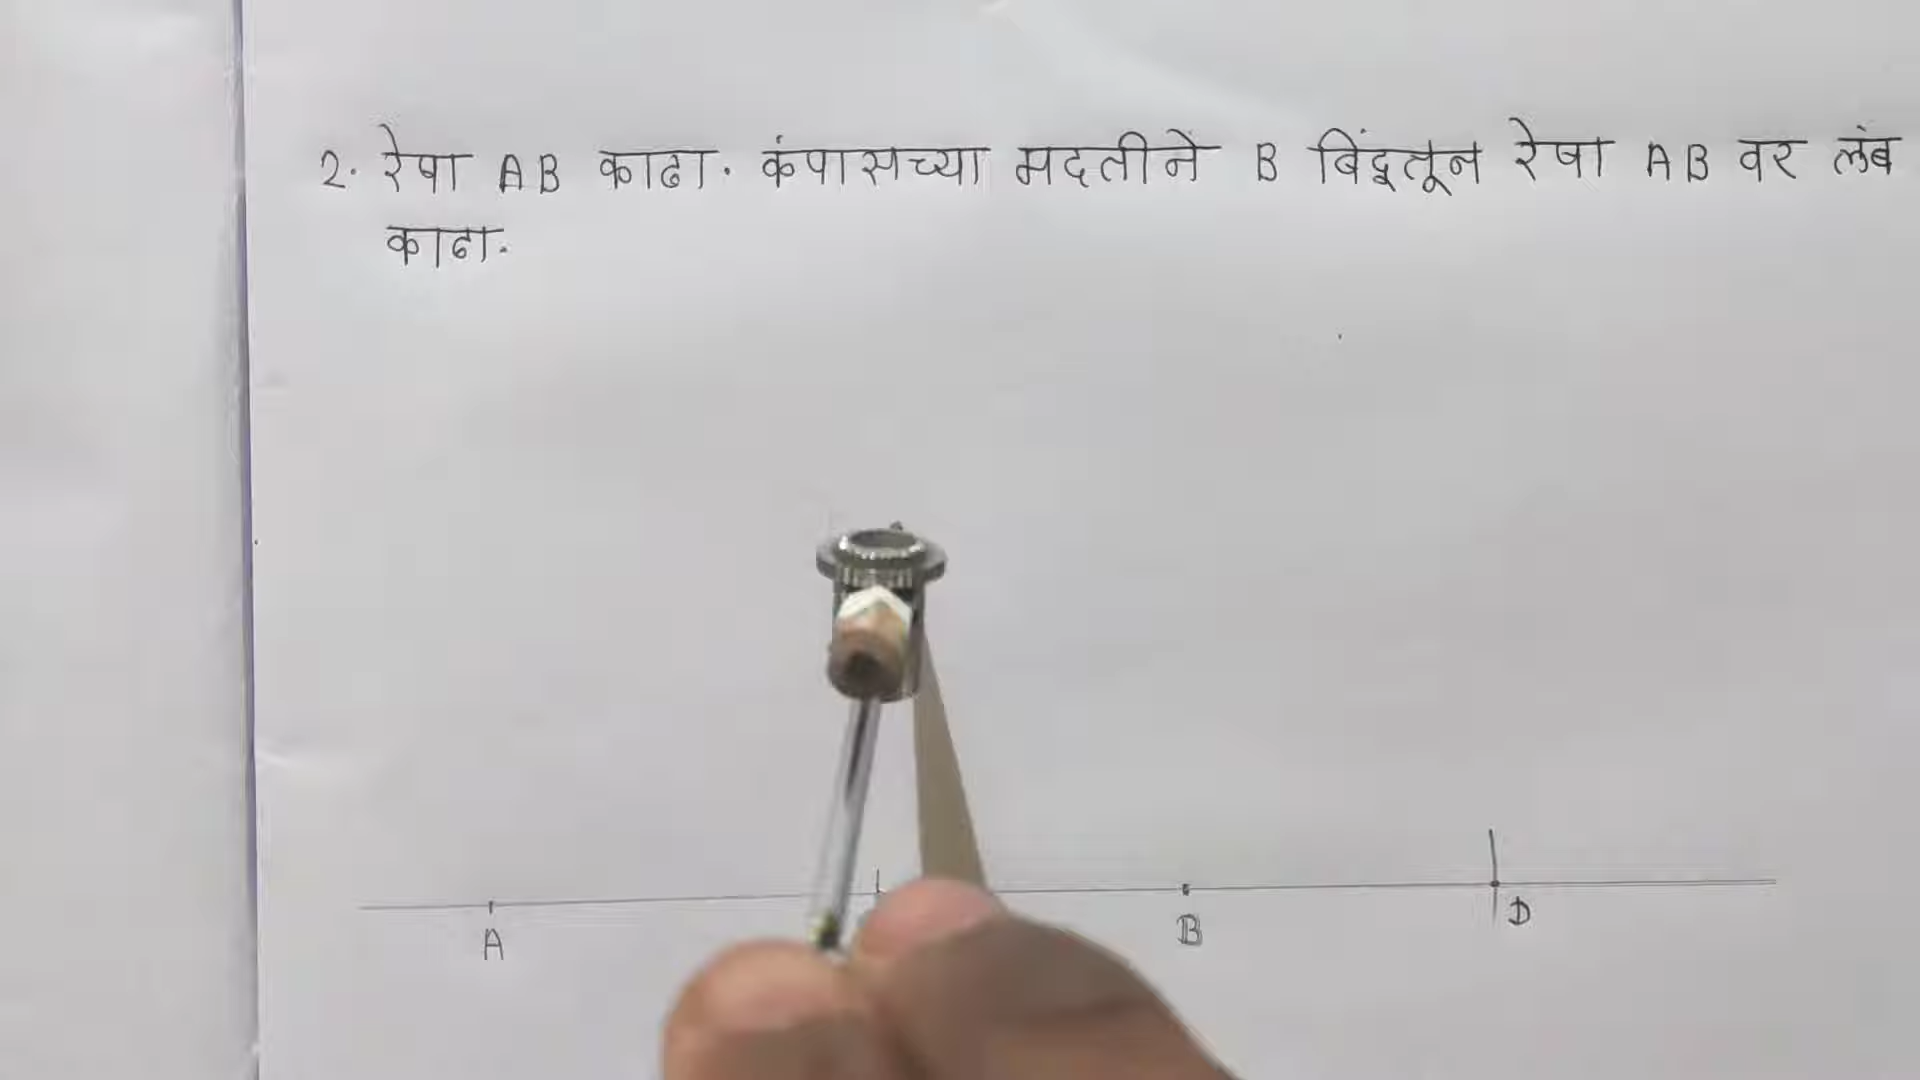 2. रेषा AB काढा. कंपासच्या मदतीने B बिंदूतून रेषा AB वर लंब
काढा.
A B D